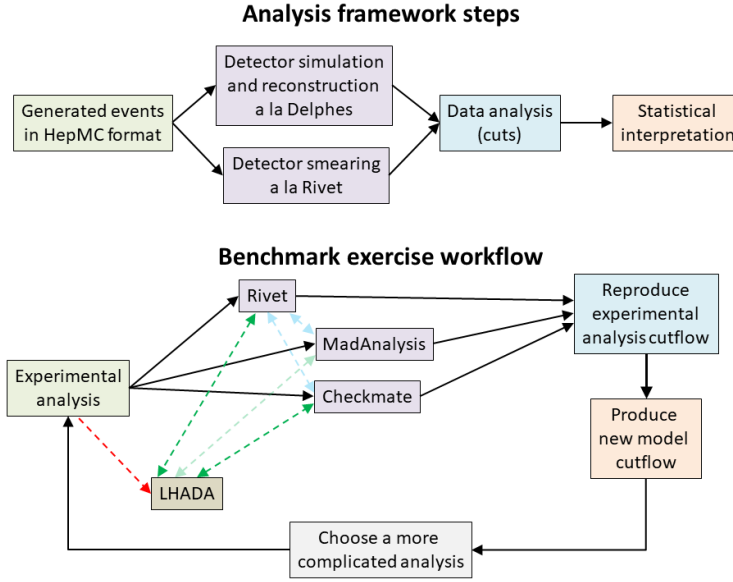 Analysis framework steps
Generated events
in HepMC format
Detector simulation
and reconstruction
a la Delphes
Detector smearing
a la Rivet
Data analysis
(cuts)
Statistical
interpretation
Benchmark exercise workflow
Experimental
analysis
Rivet
MadAnalysis
Checkmate
LHADA
Reproduce
experimental
analysis cutflow
Produce
new model
cutflow
Choose a more
complicated analysis